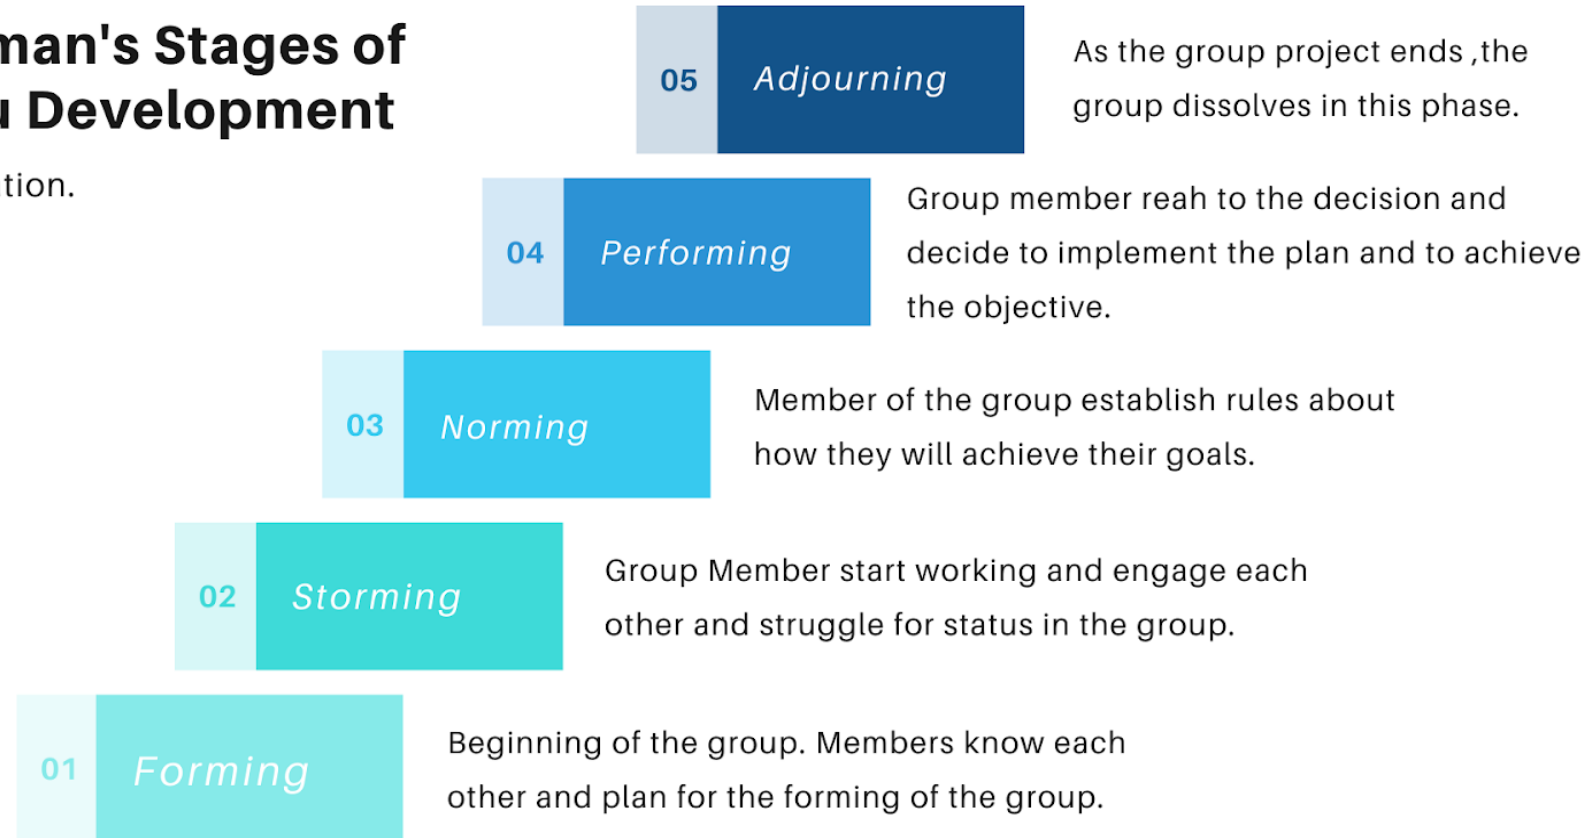 man's Stages of
Development
tion.
05 Adjourning
As the group project ends ,the
group dissolves in this phase.
04 Performing
Group member reah to the decision and
decide to implement the plan and to achieve
the objective.
03 Norming
Member of the group establish rules about
how they will achieve their goals.
02 Storming
Group Member start working and engage each
other and struggle for status in the group.
01 Forming
Beginning of the group. Members know each
other and plan for the forming of the group.